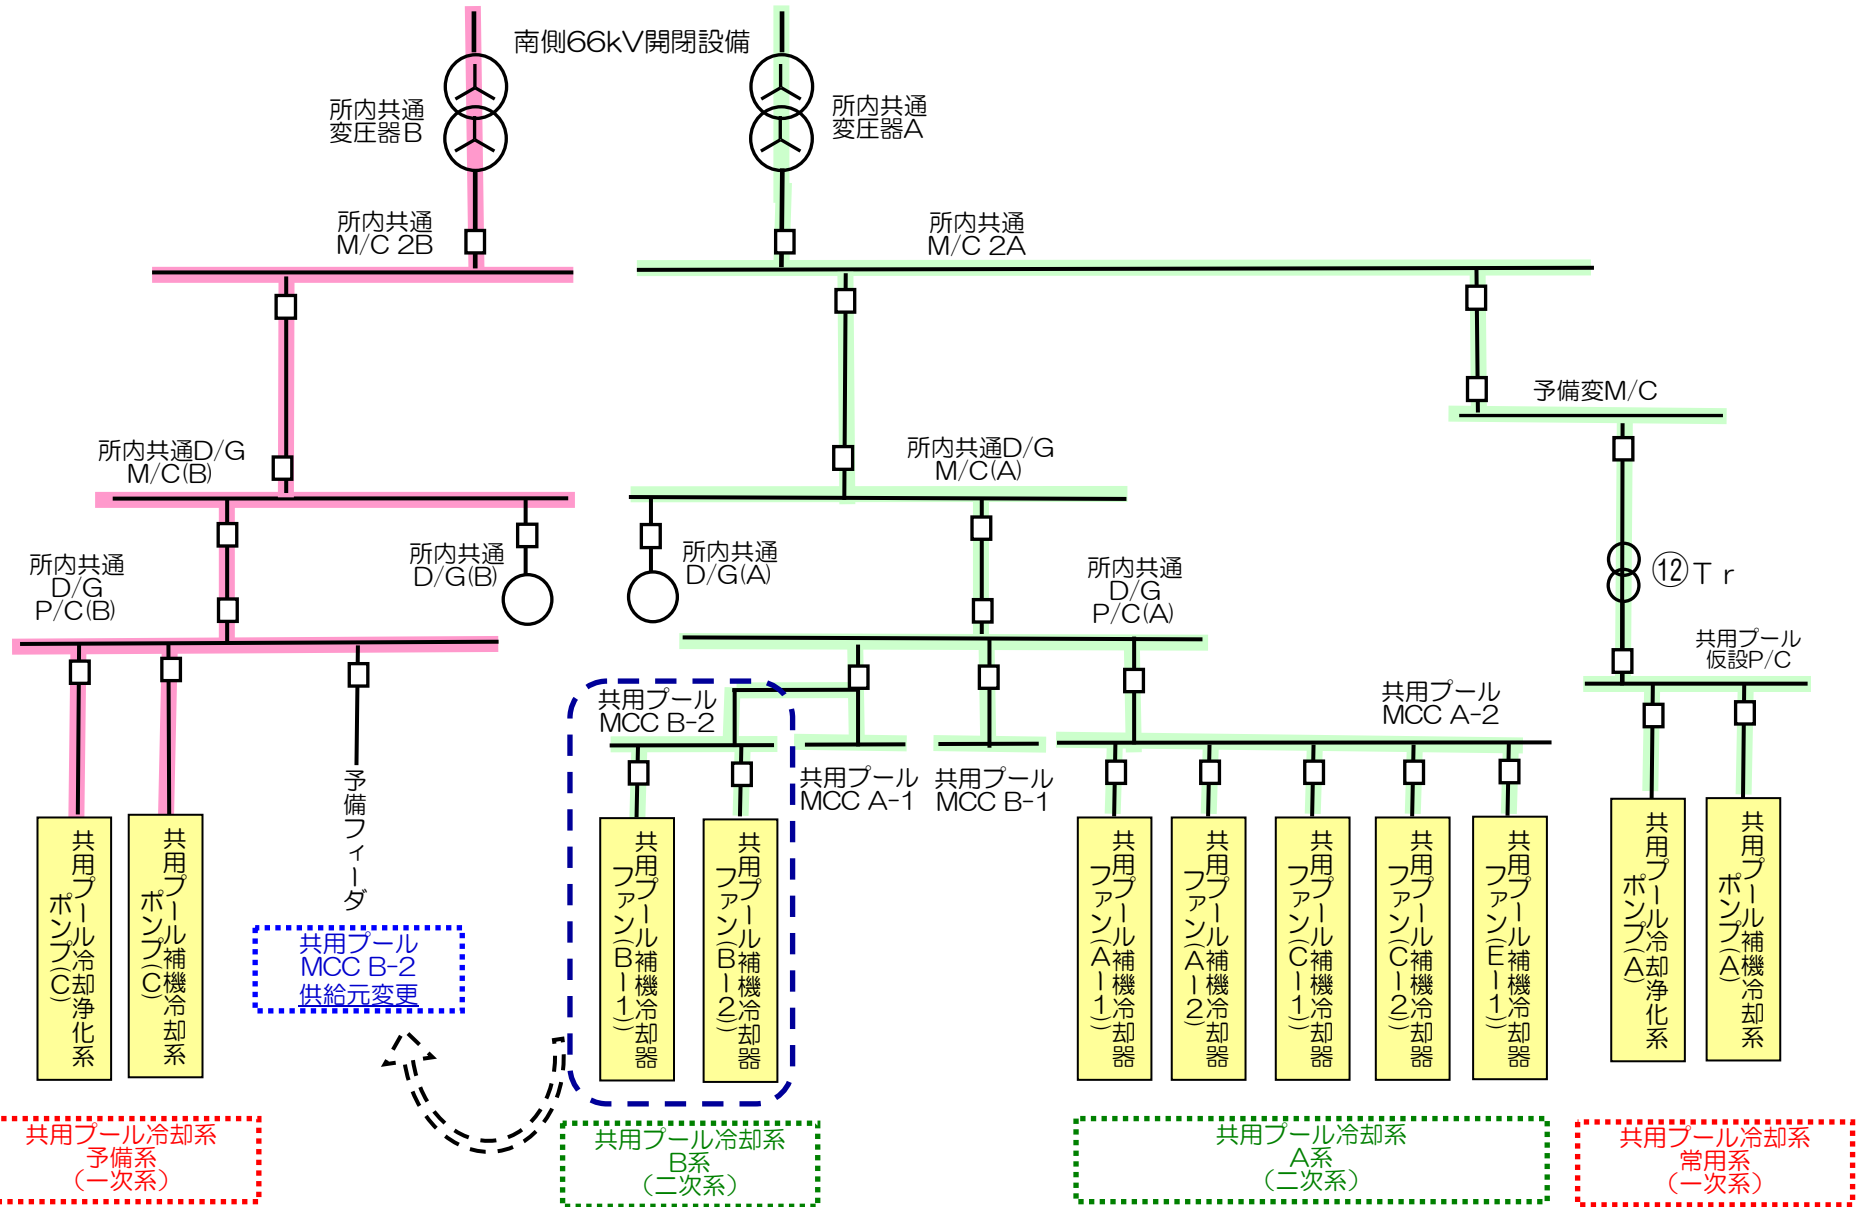 南側66kV開閉設備
所内共通
変圧器B
所内共通
変圧器A
所内共通
M/C 2B
所内共通
M/C 2A
予備変M/C
所内共通D/G
M/C(B)
所内共通D/G
M/C(A)
所内共通
D/G
P/C(B)
所内共通
D/G(B)
所内共通
D/G(A)
所内共通
D/G
P/C(A)
⑫Tr
共用プール
仮設P/C
共用プール
MCC B-2
共用プール
MCC A-2
共用プール
MCC A-1
共用プール
MCC B-1
予備フィーダ
共用プール冷却浄化系
ポンプ(C)
共用プール補機冷却系
ポンプ(C)
共用プール
MCC B-2
供給元変更
共用プール補機冷却器
ファン(B-1)
共用プール補機冷却器
ファン(B-2)
共用プール補機冷却器
ファン(A-1)
共用プール補機冷却器
ファン(A-2)
共用プール補機冷却器
ファン(C-1)
共用プール補機冷却器
ファン(C-2)
共用プール補機冷却器
ファン(E-1)
共用プール冷却浄化系
ポンプ(A)
共用プール補機冷却系
ポンプ(A)
共用プール冷却系
予備系
(一次系)
共用プール冷却系
B系
(二次系)
共用プール冷却系
A系
(二次系)
共用プール冷却系
常用系
(一次系)